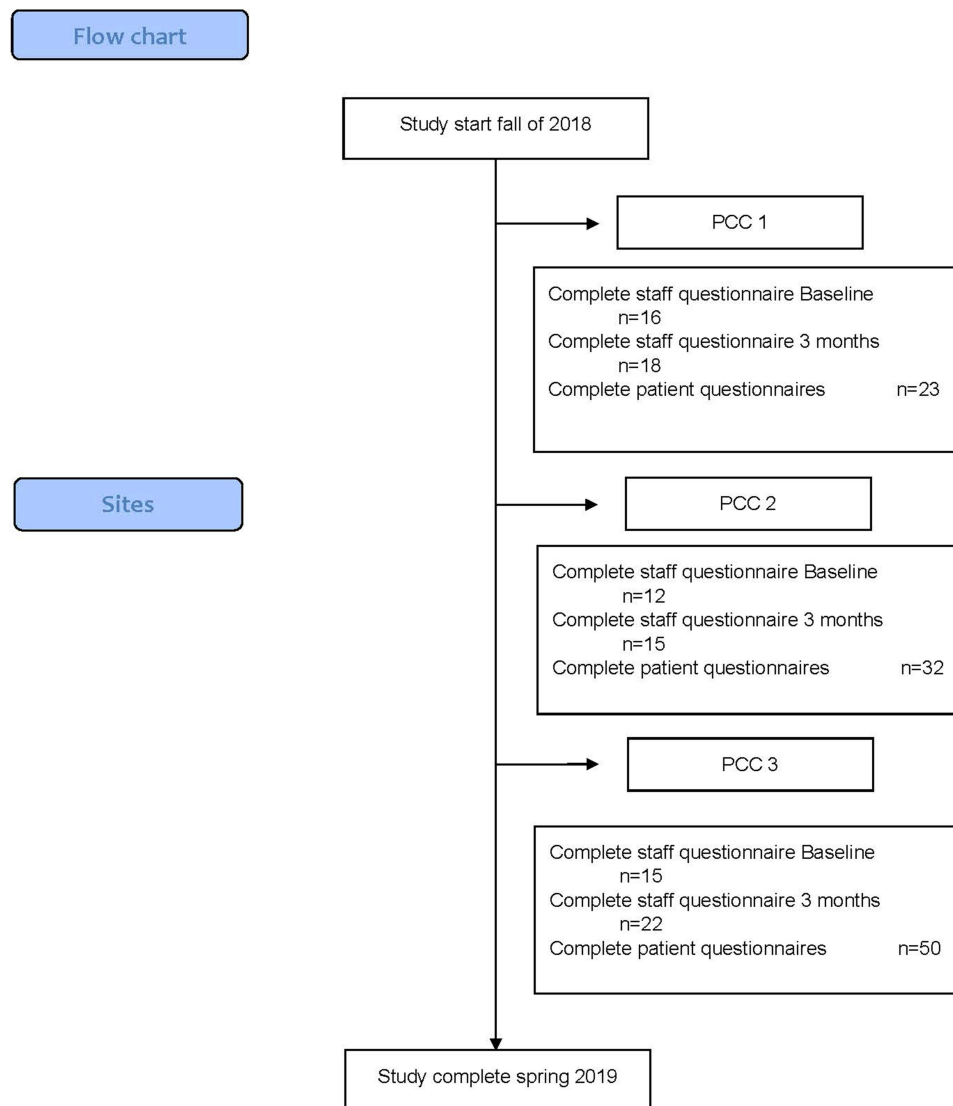 Flow chart
Study start fall of 2018
PCC 1
Complete staff questionnaire Baseline
n=16
Complete staff questionnaire 3 months
n=18
Complete patient questionnaires n=23
Sites
PCC 2
Complete staff questionnaire Baseline
n=12
Complete staff questionnaire 3 months
n=15
Complete patient questionnaires n=32
PCC 3
Complete staff questionnaire Baseline
n=15
Complete staff questionnaire 3 months
n=22
Complete patient questionnaires n=50
Study complete spring 2019